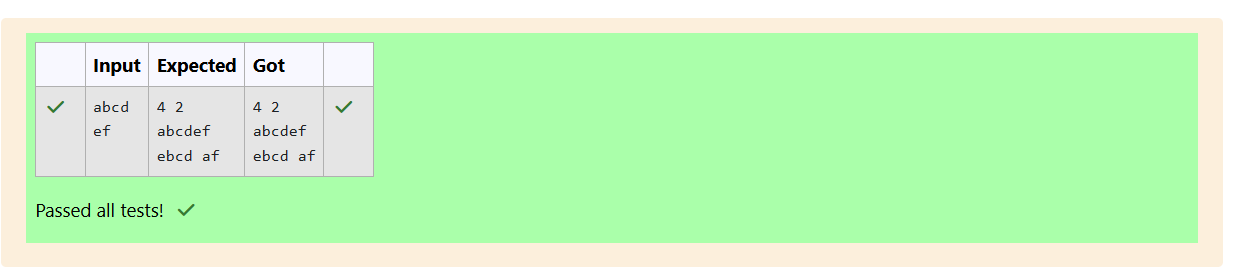 Input Expected Got
abcd 4 2 4 2
ef abcdef abcdef
ebcd af ebcd af
Passed all tests!